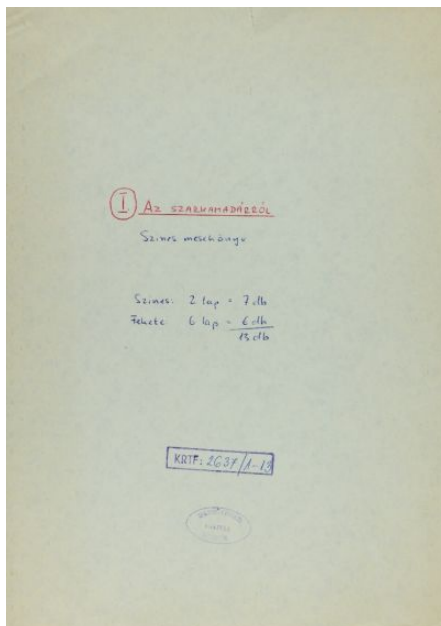 I. AZ SZARKAMADÁRRÓL
Színes mesekönyv
Színes: 2 lap = 7 db
Fekete 6 lap = 6 db
13 db
KRTF: 2637/1-13